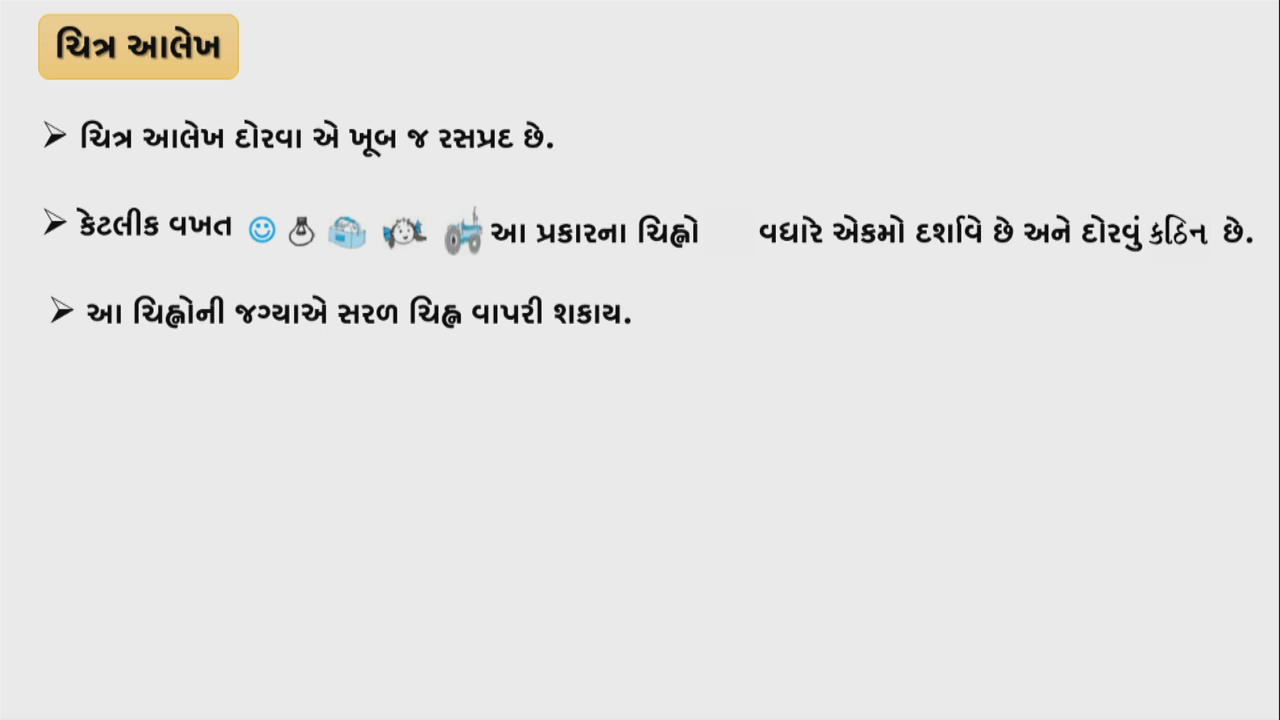 ચિત્ર આલેખ
➢ ચિત્ર આલેખ દોરવા એ ખૂબ જ રસપ્રદ છે.
➢ કેટલીક વખત આ પ્રકારના ચિહ્નો વધારે એકમો દર્શાવે છે અને દોરવું કઠિન છે.
➢ આ ચિહ્નોની જગ્યાએ સરળ ચિહ્ન વાપરી શકાય.